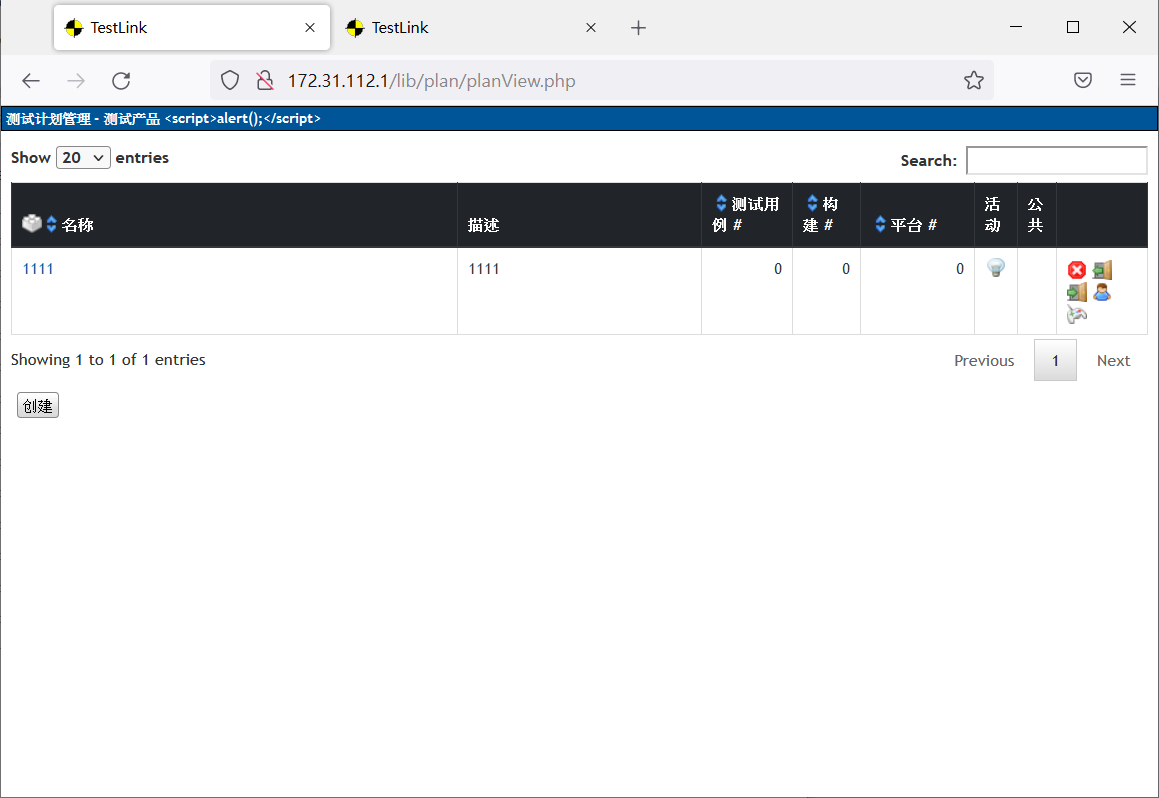 TestLink
TestLink
172.31.112.1/lib/plan/planView.php
测试计划管理 - 测试产品 <script>alert();</script>
Show 20 entries
Search:
名称
描述
测试用例 #
构建 #
平台 #
活动
公共
1111
1111
0
0
0
Showing 1 to 1 of 1 entries
Previous 1 Next
创建